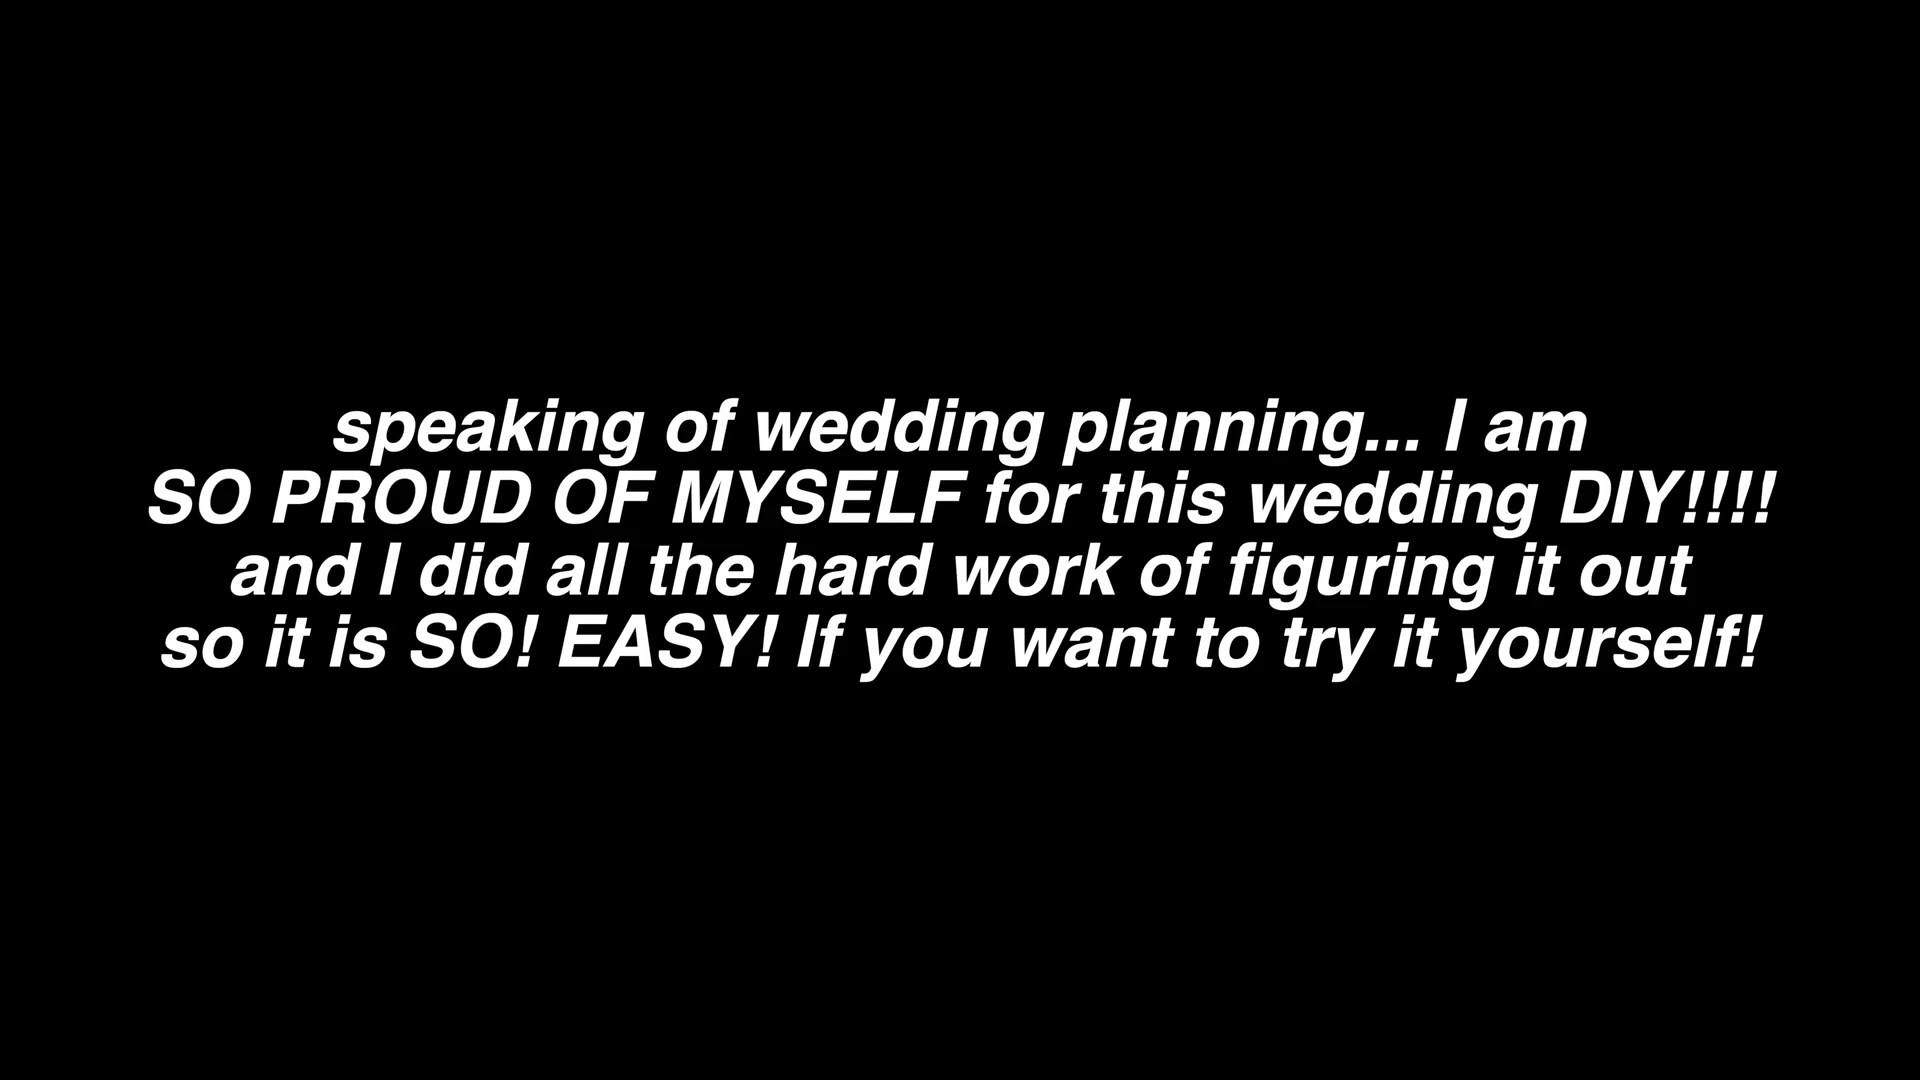 speaking of wedding planning... I am
SO PROUD OF MYSELF for this wedding DIY!!!!
and I did all the hard work of figuring it out
so it is SO! EASY! If you want to try it yourself!